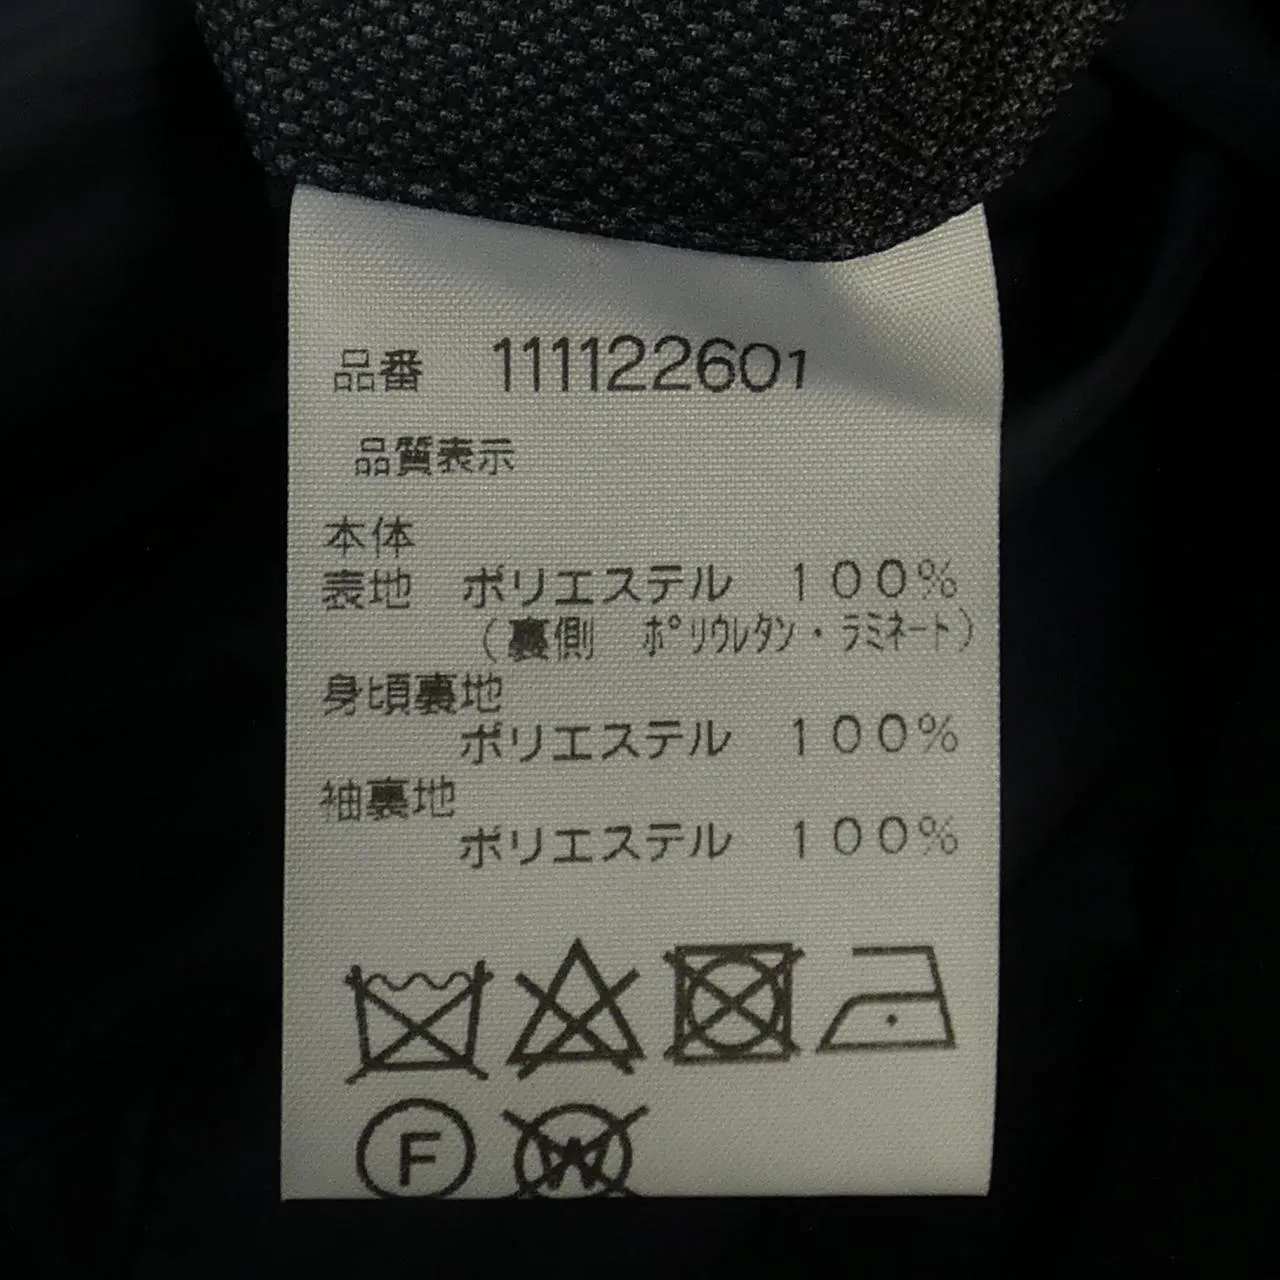 品番 111122601
品質表示
本体
表地 ポリエステル 100%
(裏側 ポリウレタン・ラミネート)
身頃裏地
ポリエステル 100%
袖裏地
ポリエステル 100%
F W